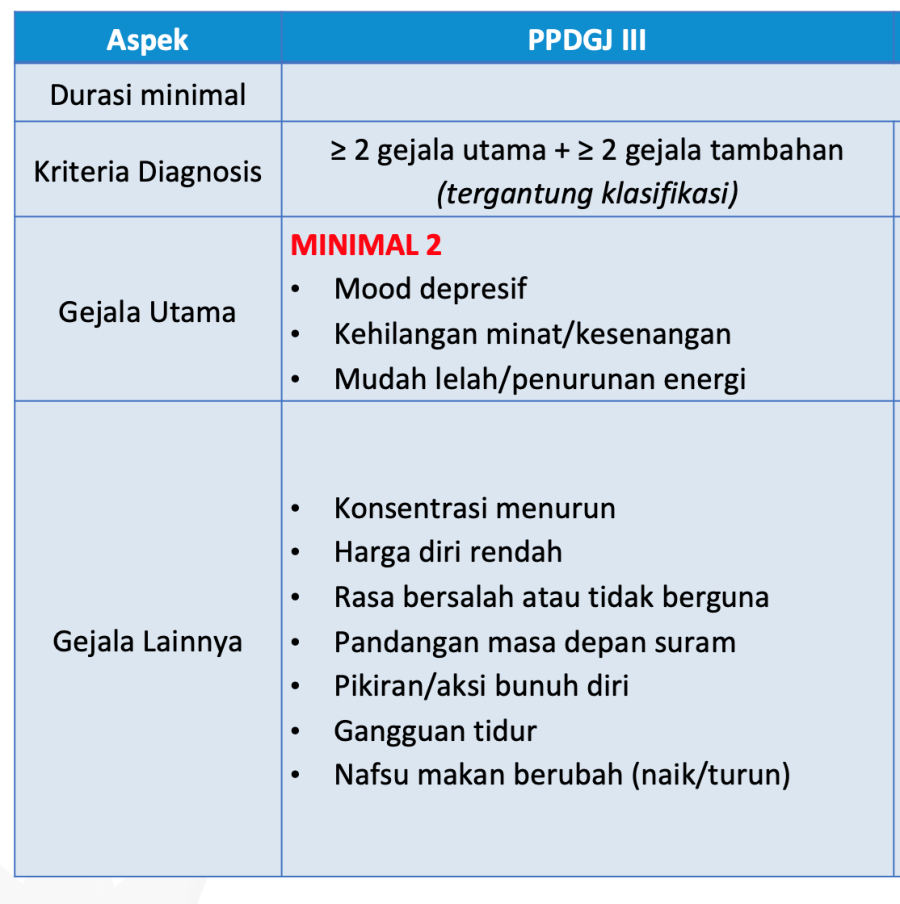 Aspek
PPDGJ III
Durasi minimal
Kriteria Diagnosis
≥ 2 gejala utama + ≥ 2 gejala tambahan
(tergantung klasifikasi)
Gejala Utama
MINIMAL 2
• Mood depresif
• Kehilangan minat/kesenangan
• Mudah lelah/penurunan energi
Gejala Lainnya
• Konsentrasi menurun
• Harga diri rendah
• Rasa bersalah atau tidak berguna
• Pandangan masa depan suram
• Pikiran/aksi bunuh diri
• Gangguan tidur
• Nafsu makan berubah (naik/turun)